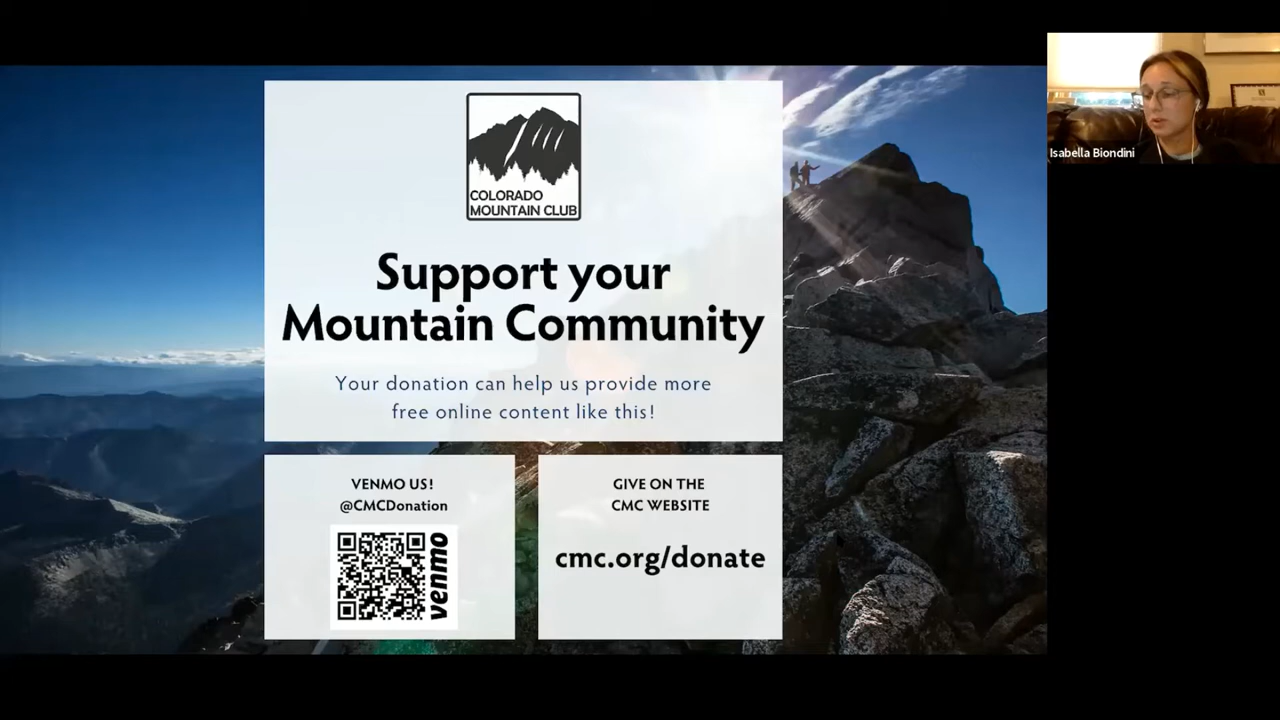 COLORADO
MOUNTAIN CLUB
Support your
Mountain Community
Your donation can help us provide more
free online content like this!
VENMO US!
@CMCDonation
venmo
GIVE ON THE
CMC WEBSITE
cmc.org/donate
Isabella Biondini